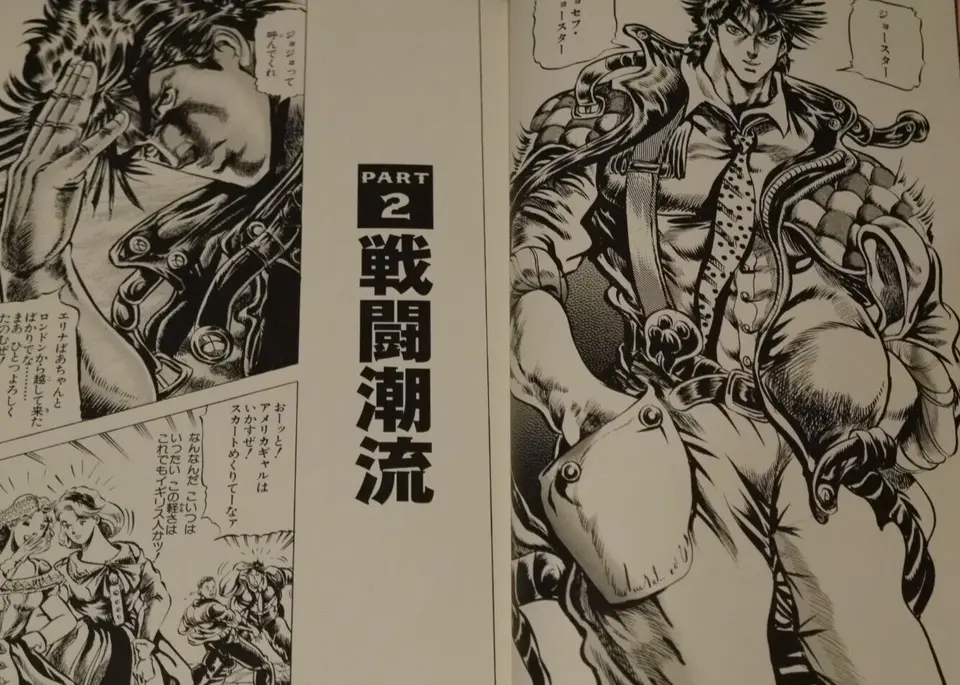 ジョースター
ョセフ・
ョースター
PART
2
戦闘潮流
ジョジョって
呼んでくれ
エリナばあちゃんと
ロンドンから越して来た
ばかりでな………
まあ ひとつよろしく
たのむぜ!
おーッと!
アメリカギャルは
いかすぜ!
スカートめくりてーなァ
なんなんだ こいつは
いったい この軽さは
これでもイギリス人かッ!